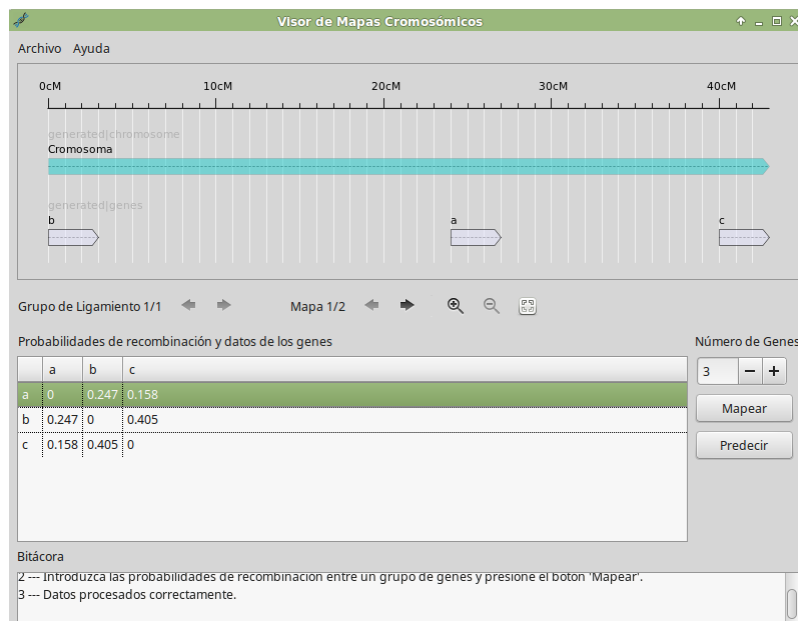 Visor de Mapas Cromosómicos
Archivo Ayuda
0cM 10cM 20cM 30cM 40cM
generated|chromosome
Cromosoma
generated|genes
b a c
Grupo de Ligamiento 1/1 Mapa 1/2
Probabilidades de recombinación y datos de los genes Número de Genes
a b c
3
a 0 0.247 0.158
Mapear
b 0.247 0 0.405
c 0.158 0.405 0
Predecir
Bitácora
2 --- Introduzca las probabilidades de recombinación entre un grupo de genes y presione el botón 'Mapear'.
3 --- Datos procesados correctamente.